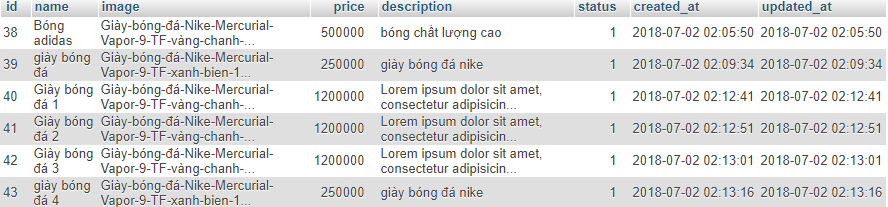 id name image price description status created_at updated_at
38 Bóng Giày-bóng-đá-Nike-Mercurial- 500000 bóng chất lượng cao 1 2018-07-02 02:05:50 2018-07-02 02:05:50
adidas Vapor-9-TF-vàng-chanh-...
39 giày bóng Giày-bóng-đá-Nike-Mercurial- 250000 giày bóng đá nike 1 2018-07-02 02:09:34 2018-07-02 02:09:34
đá Vapor-9-TF-xanh-bien-1...
40 Giày bóng Giày-bóng-đá-Nike-Mercurial- 1200000 Lorem ipsum dolor sit amet, 1 2018-07-02 02:12:41 2018-07-02 02:12:41
đá 1 Vapor-9-TF-vàng-chanh-... consectetur adipisicin...
41 Giày bóng Giày-bóng-đá-Nike-Mercurial- 1200000 Lorem ipsum dolor sit amet, 1 2018-07-02 02:12:51 2018-07-02 02:12:51
đá 2 Vapor-9-TF-vàng-chanh-... consectetur adipisicin...
42 Giày bóng Giày-bóng-đá-Nike-Mercurial- 1200000 Lorem ipsum dolor sit amet, 1 2018-07-02 02:13:01 2018-07-02 02:13:01
đá 3 Vapor-9-TF-vàng-chanh-... consectetur adipisicin...
43 giày bóng Giày-bóng-đá-Nike-Mercurial- 250000 giày bóng đá nike 1 2018-07-02 02:13:16 2018-07-02 02:13:16
đá 4 Vapor-9-TF-xanh-bien-1...